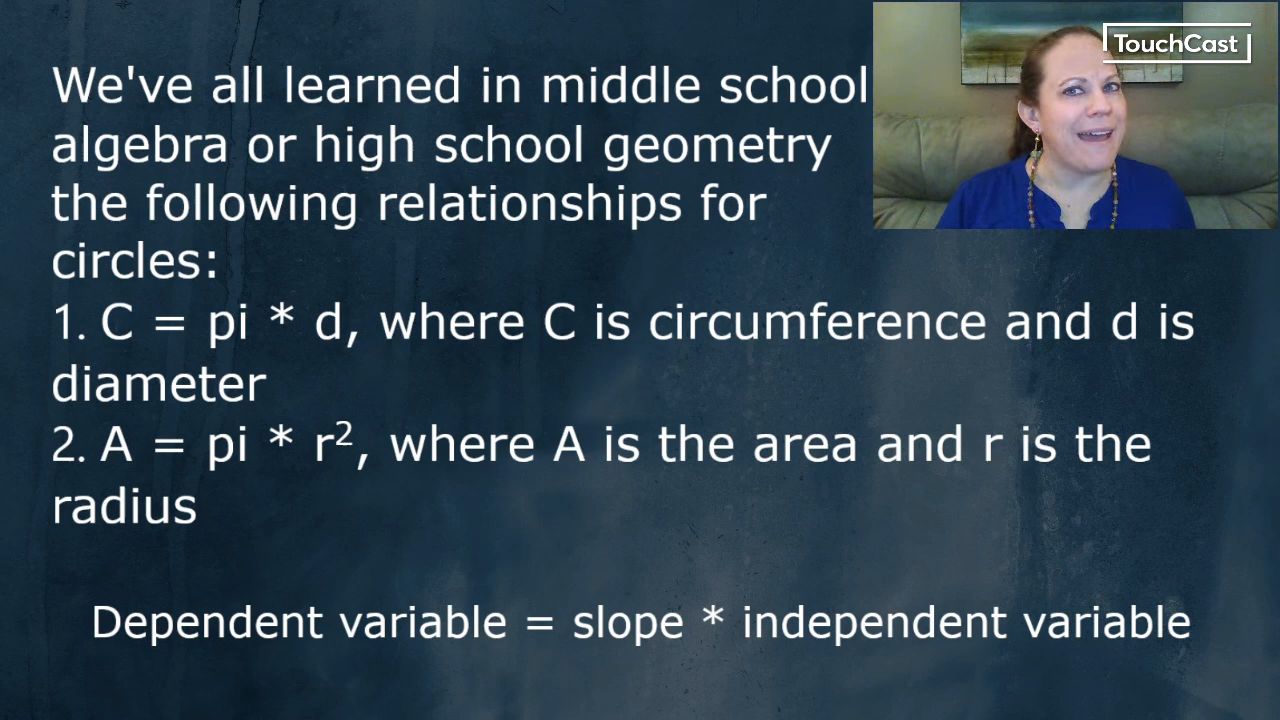 We've all learned in middle school
algebra or high school geometry
the following relationships for
circles:
1. C = pi * d, where C is circumference and d is
diameter
2. A = pi * r², where A is the area and r is the
radius
Dependent variable = slope * independent variable
TouchCast